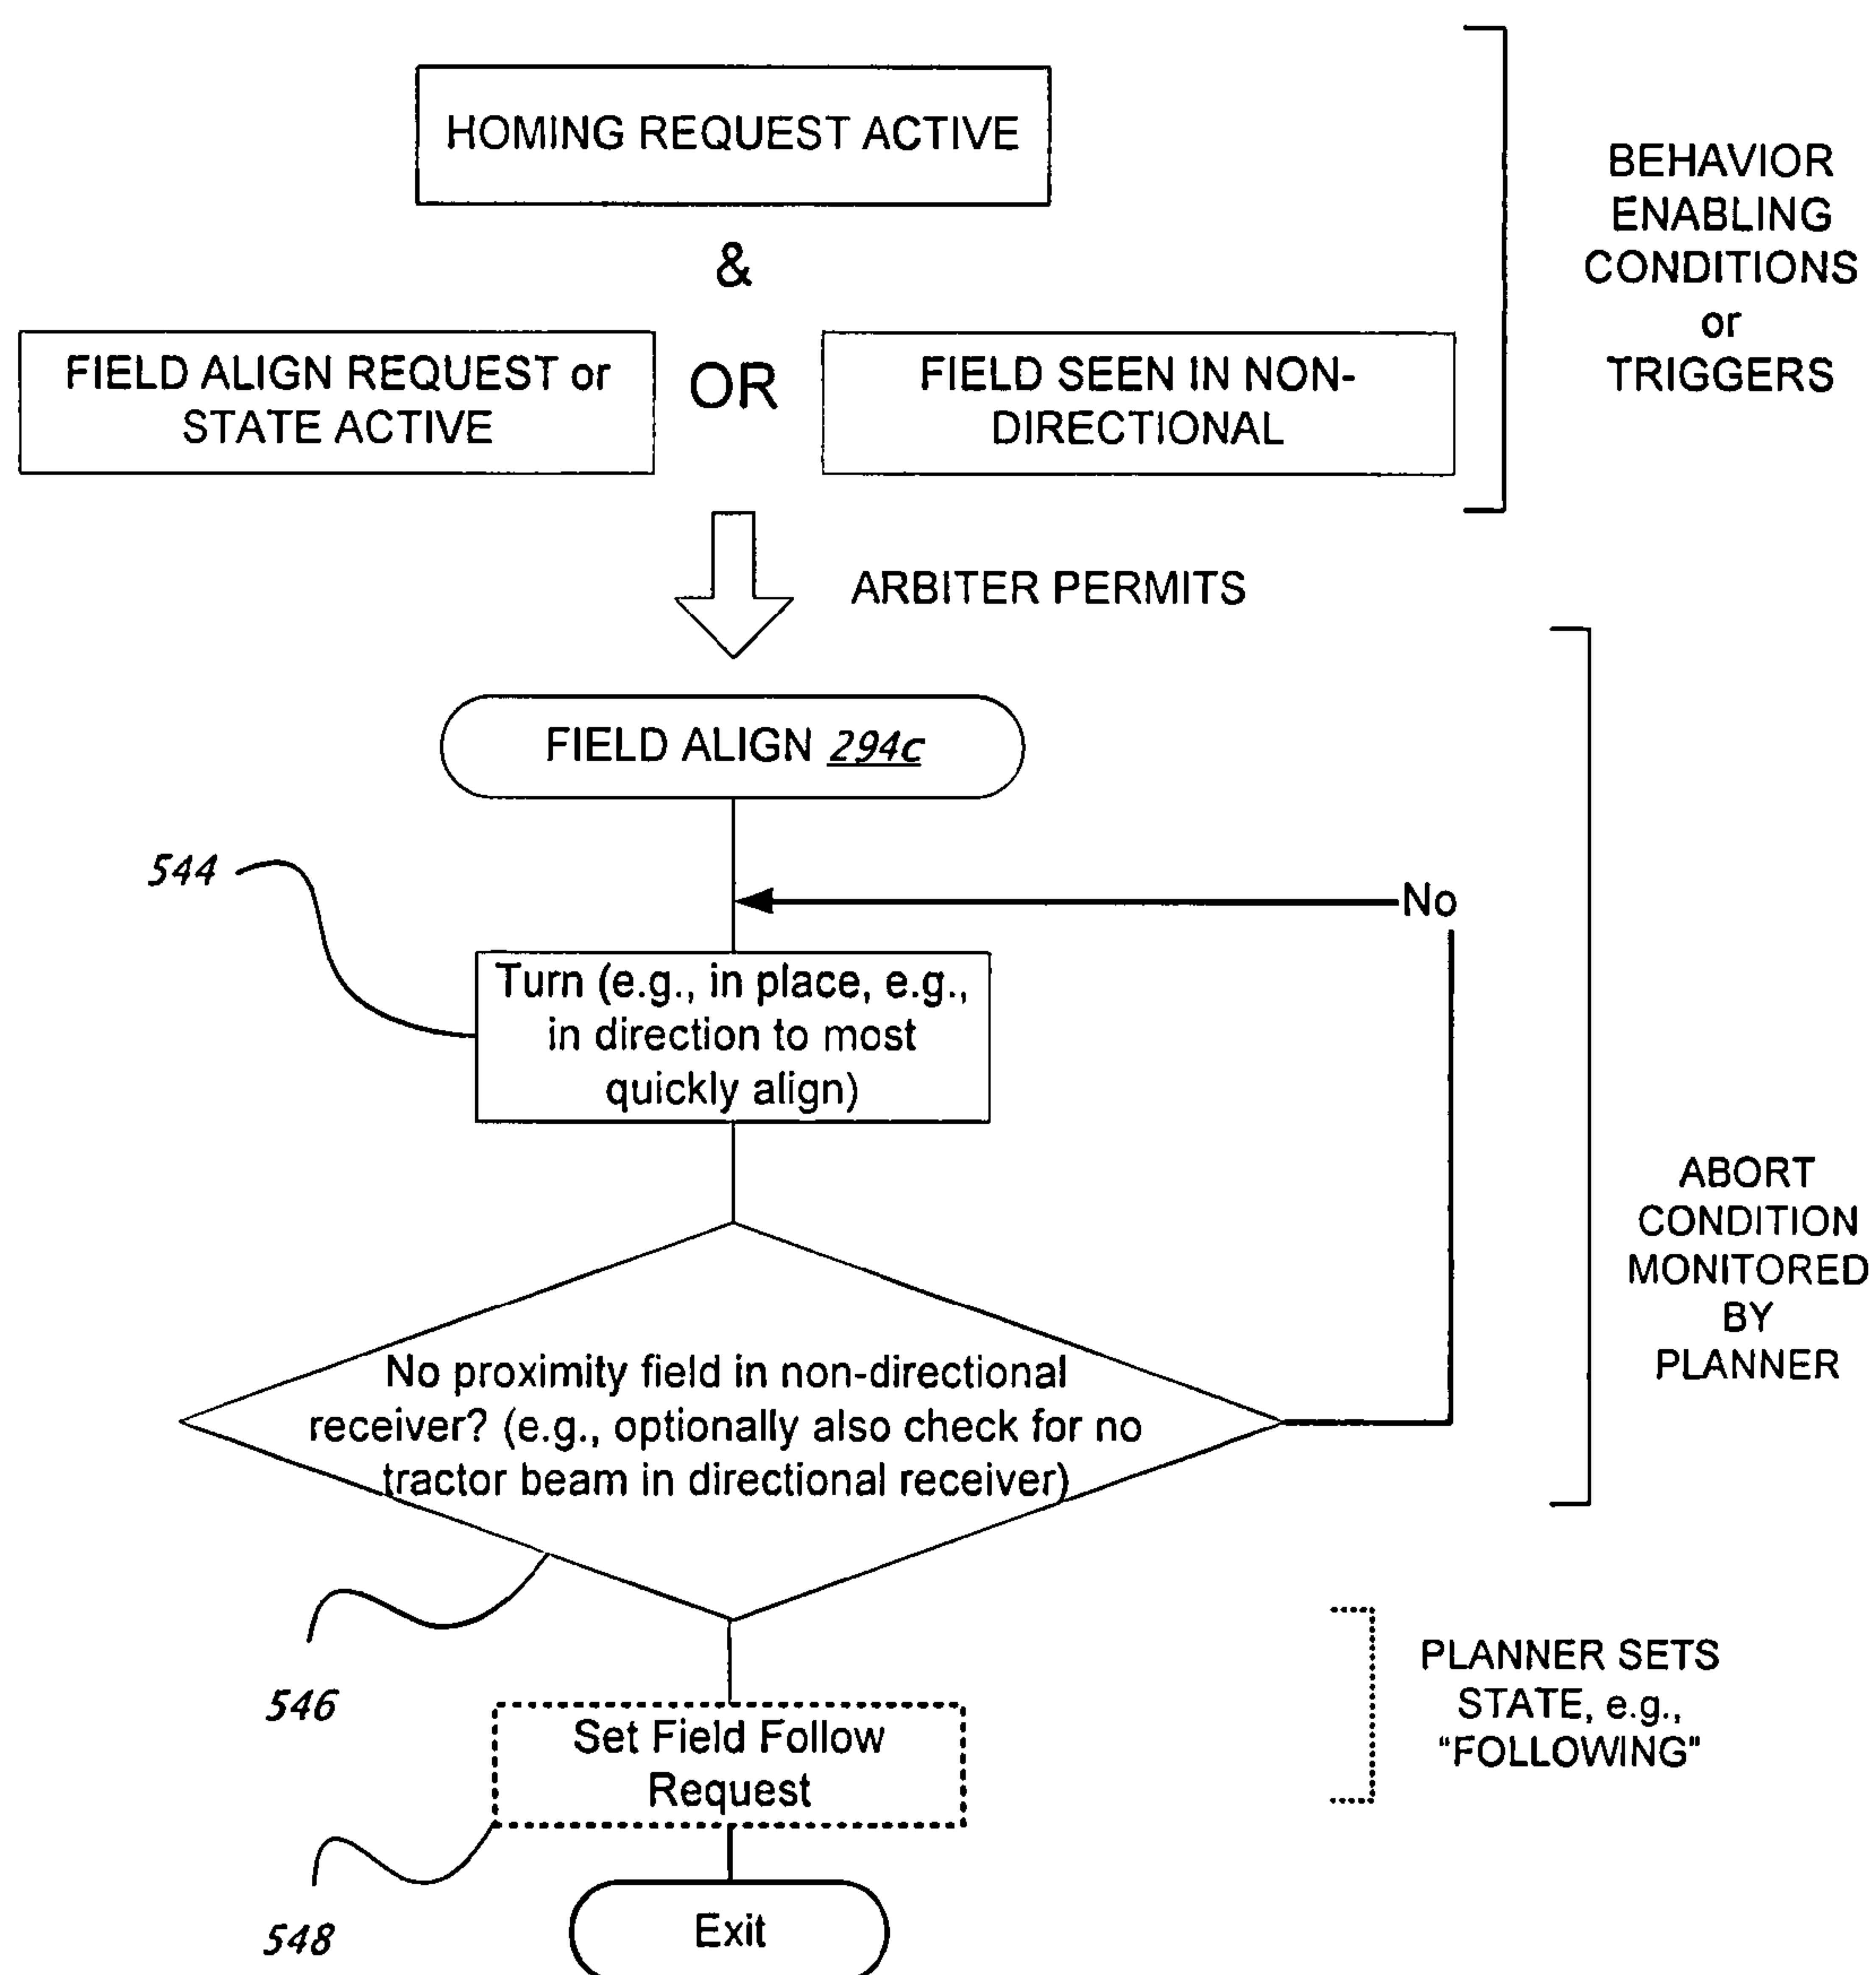 HOMING REQUEST ACTIVE
&
FIELD ALIGN REQUEST or
STATE ACTIVE
OR
FIELD SEEN IN NON-
DIRECTIONAL
BEHAVIOR
ENABLING
CONDITIONS
or
TRIGGERS
ARBITER PERMITS
FIELD ALIGN 294c
544
No
Turn (e.g., in place, e.g.,
in direction to most
quickly align)
ABORT
CONDITION
MONITORED
BY
PLANNER
No proximity field in non-directional
receiver? (e.g., optionally also check for no
tractor beam in directional receiver)
546
PLANNER SETS
STATE, e.g.,
“FOLLOWING”
Set Field Follow
Request
548
Exit